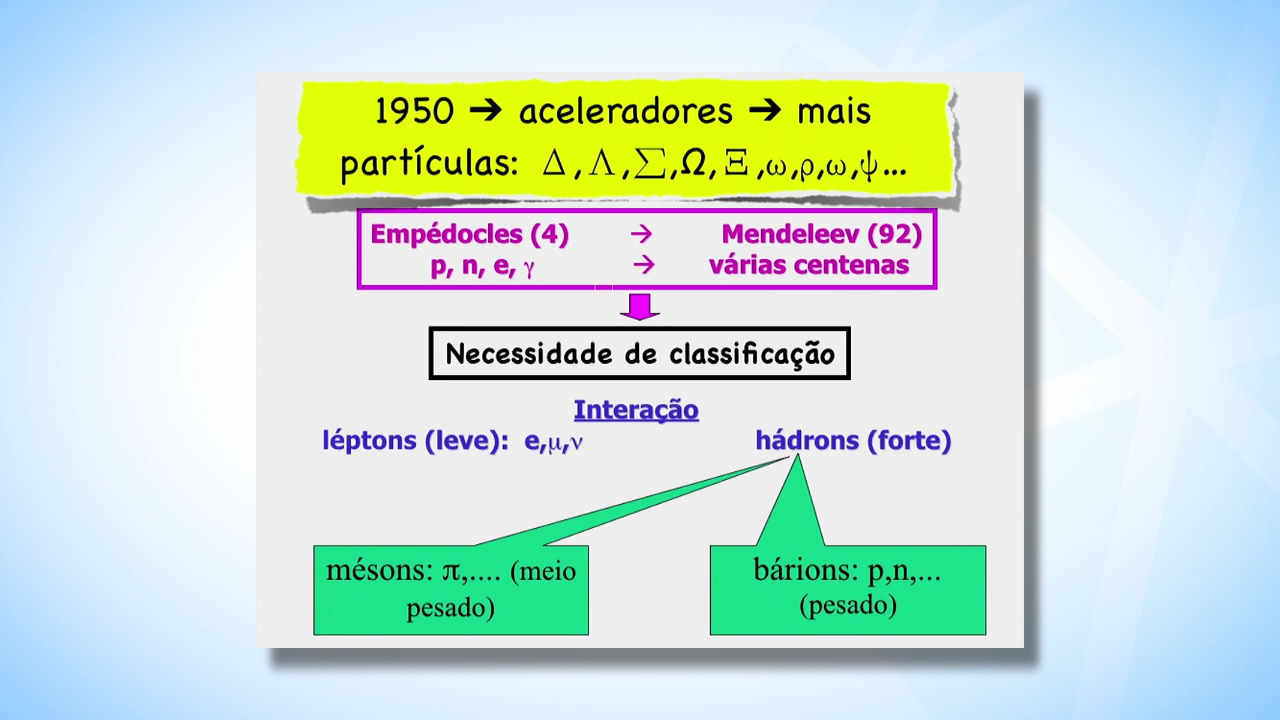 1950 ➔ aceleradores ➔ mais
partículas: Δ, Λ, Σ, Ω, Ξ, ω, ρ, ω, ψ...
Empédocles (4) → Mendeleev (92)
p, n, e, γ → várias centenas
Necessidade de classificação
Interação
léptons (leve): e,μ,ν hádrons (forte)
mésons: π,.... (meio
pesado)
bárions: p,n,...
(pesado)